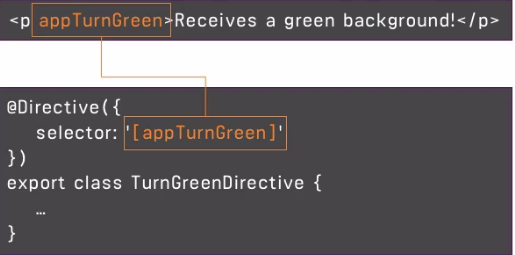 <p appTurnGreen>Receives a green background!</p>
@Directive({
selector: '[appTurnGreen]'
})
export class TurnGreenDirective {
…
}